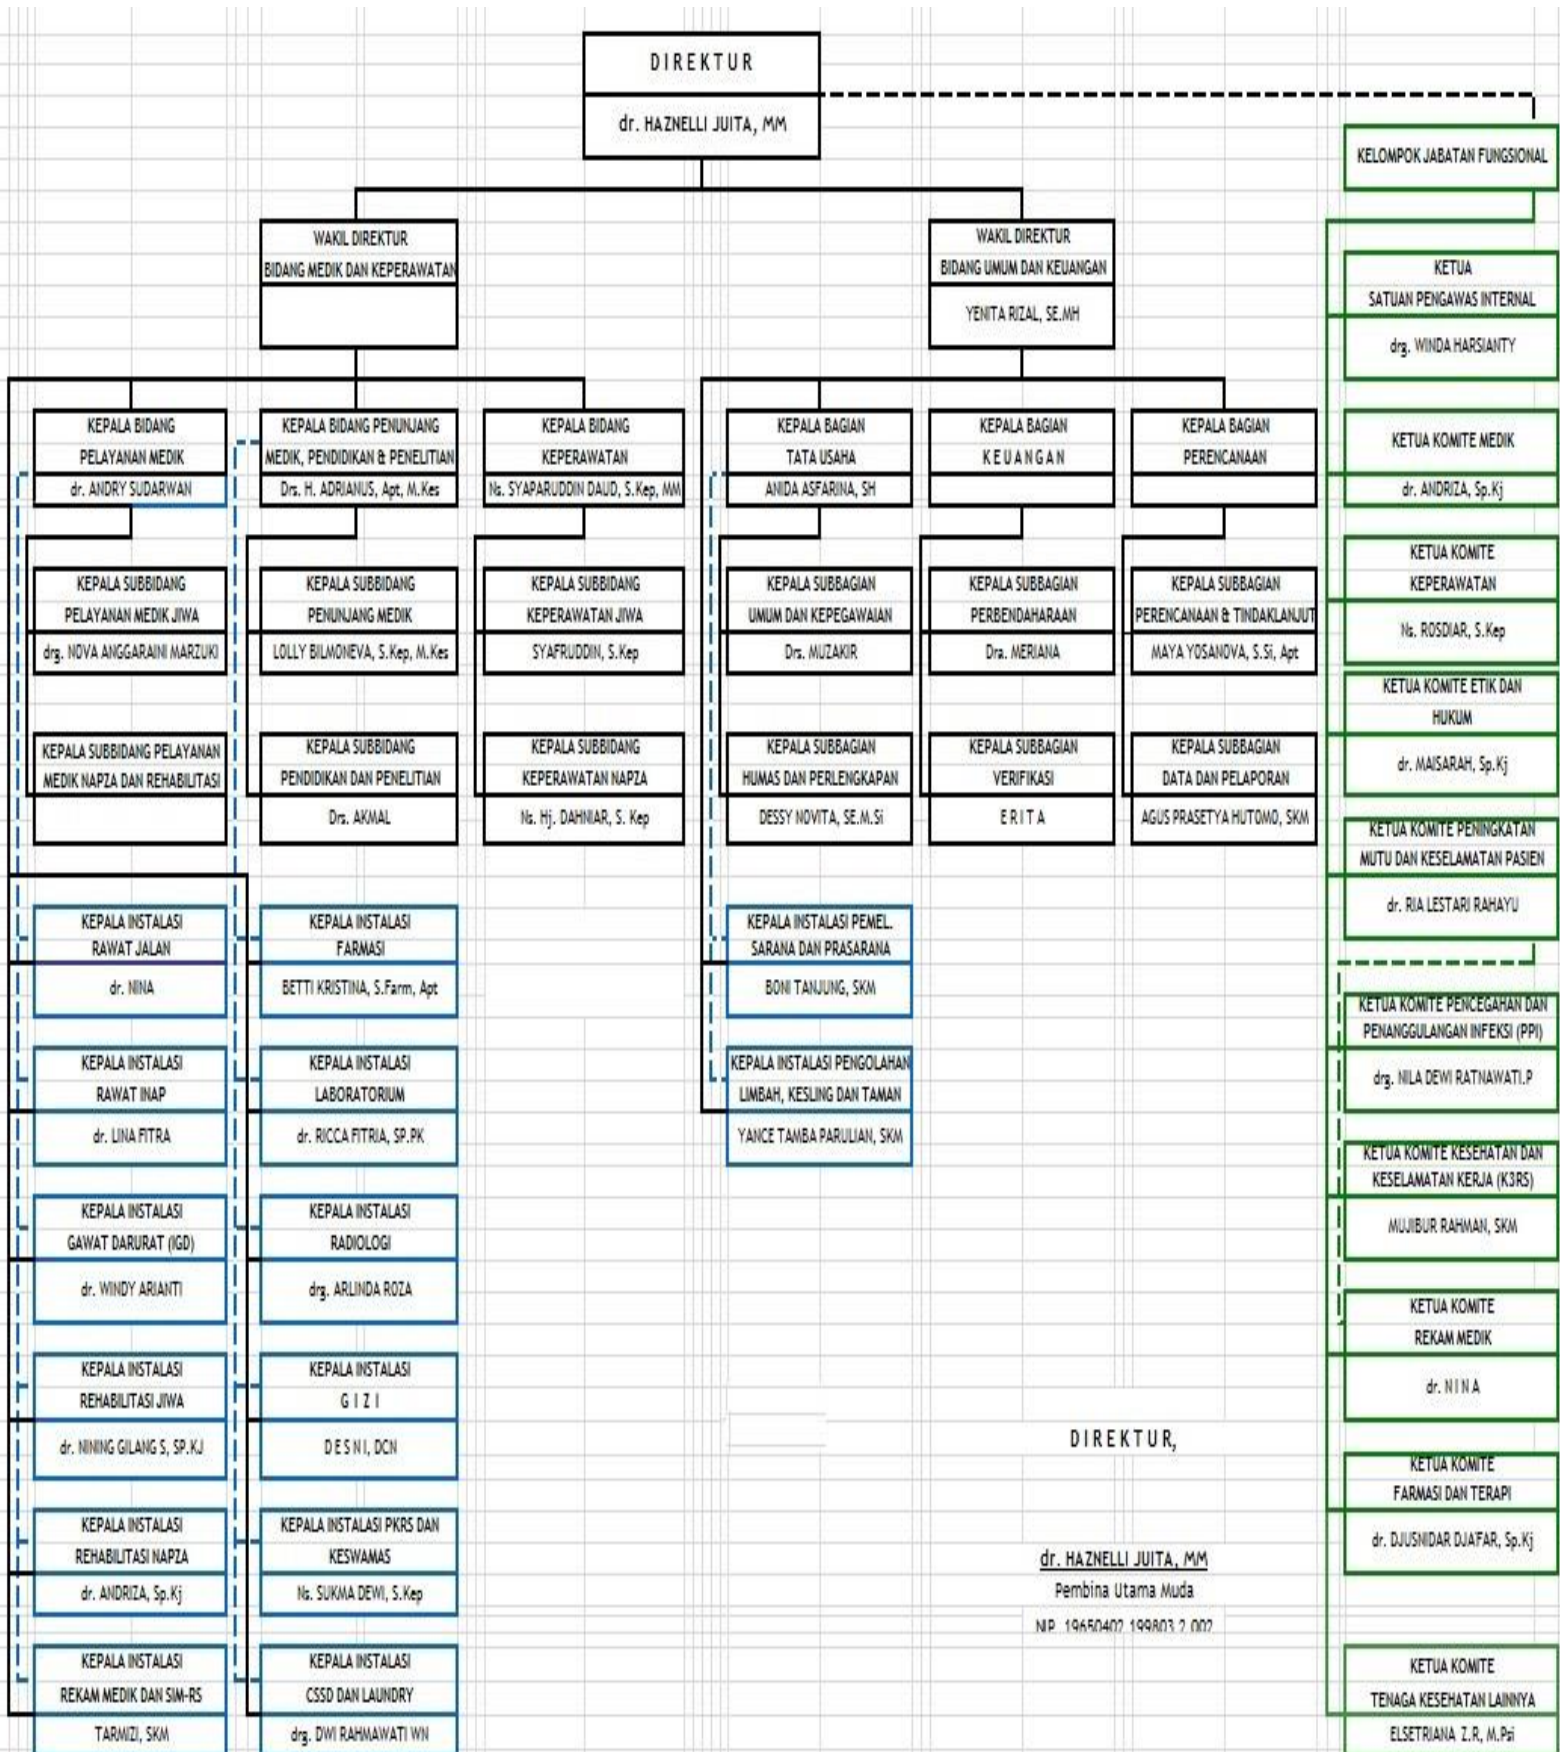 D I R E K T U R
dr. HAZNELLI JUITA, MM
KELOMPOK JABATAN FUNGSIONAL
WAKIL DIREKTUR
BIDANG MEDIK DAN KEPERAWATAN
WAKIL DIREKTUR
BIDANG UMUM DAN KEUANGAN
YENITA RIZAL, SE.MH
KEPALA BIDANG
PELAYANAN MEDIK
dr. ANDRY SUDARWAN
KEPALA BIDANG PENUNJANG
MEDIK, PENDIDIKAN & PENELITIAN
Drs. H. ADRIANUS, Apt, M.Kes
KEPALA BIDANG
KEPERAWATAN
Ns. SYAPARUDDIN DAUD, S.Kep, MM
KEPALA BAGIAN
TATA USAHA
ANIDA ASFARINA, SH
KEPALA BAGIAN
K E U A N G A N
KEPALA BAGIAN
PERENCANAAN
KEPALA SUBBIDANG
PELAYANAN MEDIK JIWA
drg. NOVA ANGGARAINI MARZUKI
KEPALA SUBBIDANG
PENUNJANG MEDIK
LOLLY BILMONEVA, S.Kep, M.Kes
KEPALA SUBBIDANG
KEPERAWATAN JIWA
SYAFRUDDIN, S.Kep
KEPALA SUBBAGIAN
UMUM DAN KEPEGAWAIAN
Drs. MUZAKIR
KEPALA SUBBAGIAN
PERBENDAHARAAN
Dra. MERIANA
KEPALA SUBBAGIAN
PERENCANAAN & TINDAKLANJUT
MAYA YOSANOVA, S.Si, Apt
KEPALA SUBBIDANG PELAYANAN
MEDIK NAPZA DAN REHABILITASI
KEPALA SUBBIDANG
PENDIDIKAN DAN PENELITIAN
Drs. AKMAL
KEPALA SUBBIDANG
KEPERAWATAN NAPZA
Ns. Hj. DAHNIAR, S. Kep
KEPALA SUBBAGIAN
HUMAS DAN PERLENGKAPAN
DESSY NOVITA, SE.M.Si
KEPALA SUBBAGIAN
VERIFIKASI
E R I T A
KEPALA SUBBAGIAN
DATA DAN PELAPORAN
AGUS PRASETYA HUTOMO, SKM
KEPALA INSTALASI
RAWAT JALAN
dr. NINA
KEPALA INSTALASI
FARMASI
BETTI KRISTINA, S.Farm, Apt
KEPALA INSTALASI PEMEL.
SARANA DAN PRASARANA
BONI TANJUNG, SKM
KEPALA INSTALASI
RAWAT INAP
dr. LINA FITRA
KEPALA INSTALASI
LABORATORIUM
dr. RICCA FITRIA, SP.PK
KEPALA INSTALASI PENGOLAHAN
LIMBAH, KESLING DAN TAMAN
YANCE TAMBA PARULIAN, SKM
KEPALA INSTALASI
GAWAT DARURAT (IGD)
dr. WINDY ARIANTI
KEPALA INSTALASI
RADIOLOGI
drg. ARLINDA ROZA
KEPALA INSTALASI
REHABILITASI JIWA
dr. NINING GILANG S, SP.KJ
KEPALA INSTALASI
G I Z I
D E S N I, DCN
KEPALA INSTALASI
REHABILITASI NAPZA
dr. ANDRIZA, Sp.Kj
KEPALA INSTALASI PKRS DAN
KESWAMAS
Ns. SUKMA DEWI, S.Kep
KEPALA INSTALASI
REKAM MEDIK DAN SIM-RS
TARMIZI, SKM
KEPALA INSTALASI
CSSD DAN LAUNDRY
drg. DWI RAHMAWATI WN
KETUA
SATUAN PENGAWAS INTERNAL
drg. WINDA HARSIANTY
KETUA KOMITE MEDIK
dr. ANDRIZA, Sp.Kj
KETUA KOMITE
KEPERAWATAN
Ns. ROSDIAR, S.Kep
KETUA KOMITE ETIK DAN
HUKUM
dr. MAISARAH, Sp.Kj
KETUA KOMITE PENINGKATAN
MUTU DAN KESELAMATAN PASIEN
dr. RIA LESTARI RAHAYU
KETUA KOMITE PENCEGAHAN DAN
PENANGGULANGAN INFEKSI (PPI)
drg. NILA DEWI RATNAWATI.P
KETUA KOMITE KESEHATAN DAN
KESELAMATAN KERJA (K3RS)
MUJIBUR RAHMAN, SKM
KETUA KOMITE
REKAM MEDIK
dr. N I N A
KETUA KOMITE
FARMASI DAN TERAPI
dr. DJUSNIDAR DJAFAR, Sp.Kj
KETUA KOMITE
TENAGA KESEHATAN LAINNYA
ELSETRIANA Z.R, M.Psi
D I R E K T U R,
dr. HAZNELLI JUITA, MM
Pembina Utama Muda
NIP. 19650402 199803 2 002